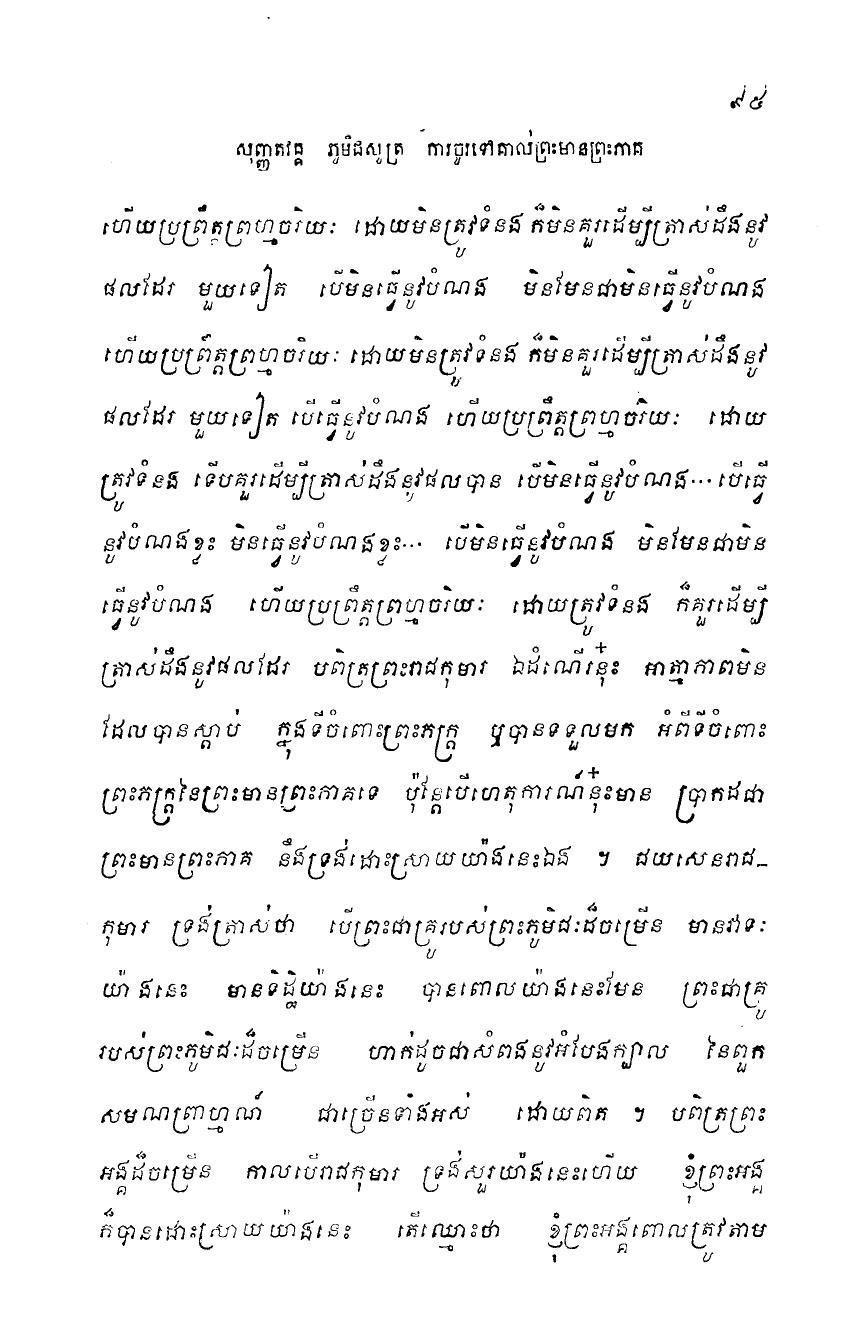 ៩៥
សុញ្ញតវគ្គ ភូមិជសូត្រ ការចូរទៅគាល់ព្រះមានព្រះភាគ
ហើយប្រព្រឹត្តព្រហ្មចរិយៈ ដោយមិនត្រូវទំនង ក៏មិនគួរដើម្បីត្រាស់ដឹងនូវ
ផលដែរ មួយទៀត បើមិនធ្វើនូវបំណង មិនមែនជាមិនធ្វើនូវបំណង
ហើយប្រព្រឹត្តព្រហ្មចរិយៈ ដោយមិនត្រូវទំនង ក៏មិនគួរដើម្បីត្រាស់ដឹងនូវ
ផលដែរ មួយទៀត បើធ្វើនូវបំណង ហើយប្រព្រឹត្តព្រហ្មចរិយៈ ដោយ
ត្រូវទំនង ទើបគួរដើម្បីត្រាស់ដឹងនូវផលបាន បើមិនធ្វើនូវបំណង... បើធ្វើ
នូវបំណងខ្លះ មិនធ្វើនូវបំណងខ្លះ... បើមិនធ្វើនូវបំណង មិនមែនជាមិន
ធ្វើនូវបំណង ហើយប្រព្រឹត្តព្រហ្មចរិយៈ ដោយត្រូវទំនង ក៏គួរដើម្បី
ត្រាស់ដឹងនូវផលដែរ បពិត្រព្រះរាជកុមារ ឯដំណើរនុ៎ះ អាត្មាភាពមិន
ដែលបានស្តាប់ ក្នុងទីចំពោះព្រះភក្ត្រ ឬបានទទួលមក អំពីទីចំពោះ
ព្រះភក្ត្រនៃព្រះមានព្រះភាគទេ ប៉ុន្តែបើហេតុការណ៍នុ៎ះមាន ប្រាកដជា
ព្រះមានព្រះភាគ នឹងទ្រង់ដោះស្រាយយ៉ាងនេះឯង ។ ជយសេនរាជ-
កុមារ ទ្រង់ត្រាស់ថា បើព្រះជាគ្រូរបស់ព្រះភូមិជៈដ៏ចម្រើន មានវាទៈ
យ៉ាងនេះ មានទិដ្ឋិយ៉ាងនេះ បានពោលយ៉ាងនេះមែន ព្រះជាគ្រូ
របស់ព្រះភូមិជៈដ៏ចម្រើន ហាក់ដូចជាសំពងនូវអំបែងក្បាល នៃពួក
សមណព្រាហ្មណ៍ ជាច្រើនទាំងអស់ ដោយពិត ។ បពិត្រព្រះ
អង្គដ៏ចម្រើន កាលបើរាជកុមារ ទ្រង់សួរយ៉ាងនេះហើយ ខ្ញុំព្រះអង្គ
ក៏បានដោះស្រាយយ៉ាងនេះ តើឈ្មោះថា ខ្ញុំព្រះអង្គពោលត្រូវតាម